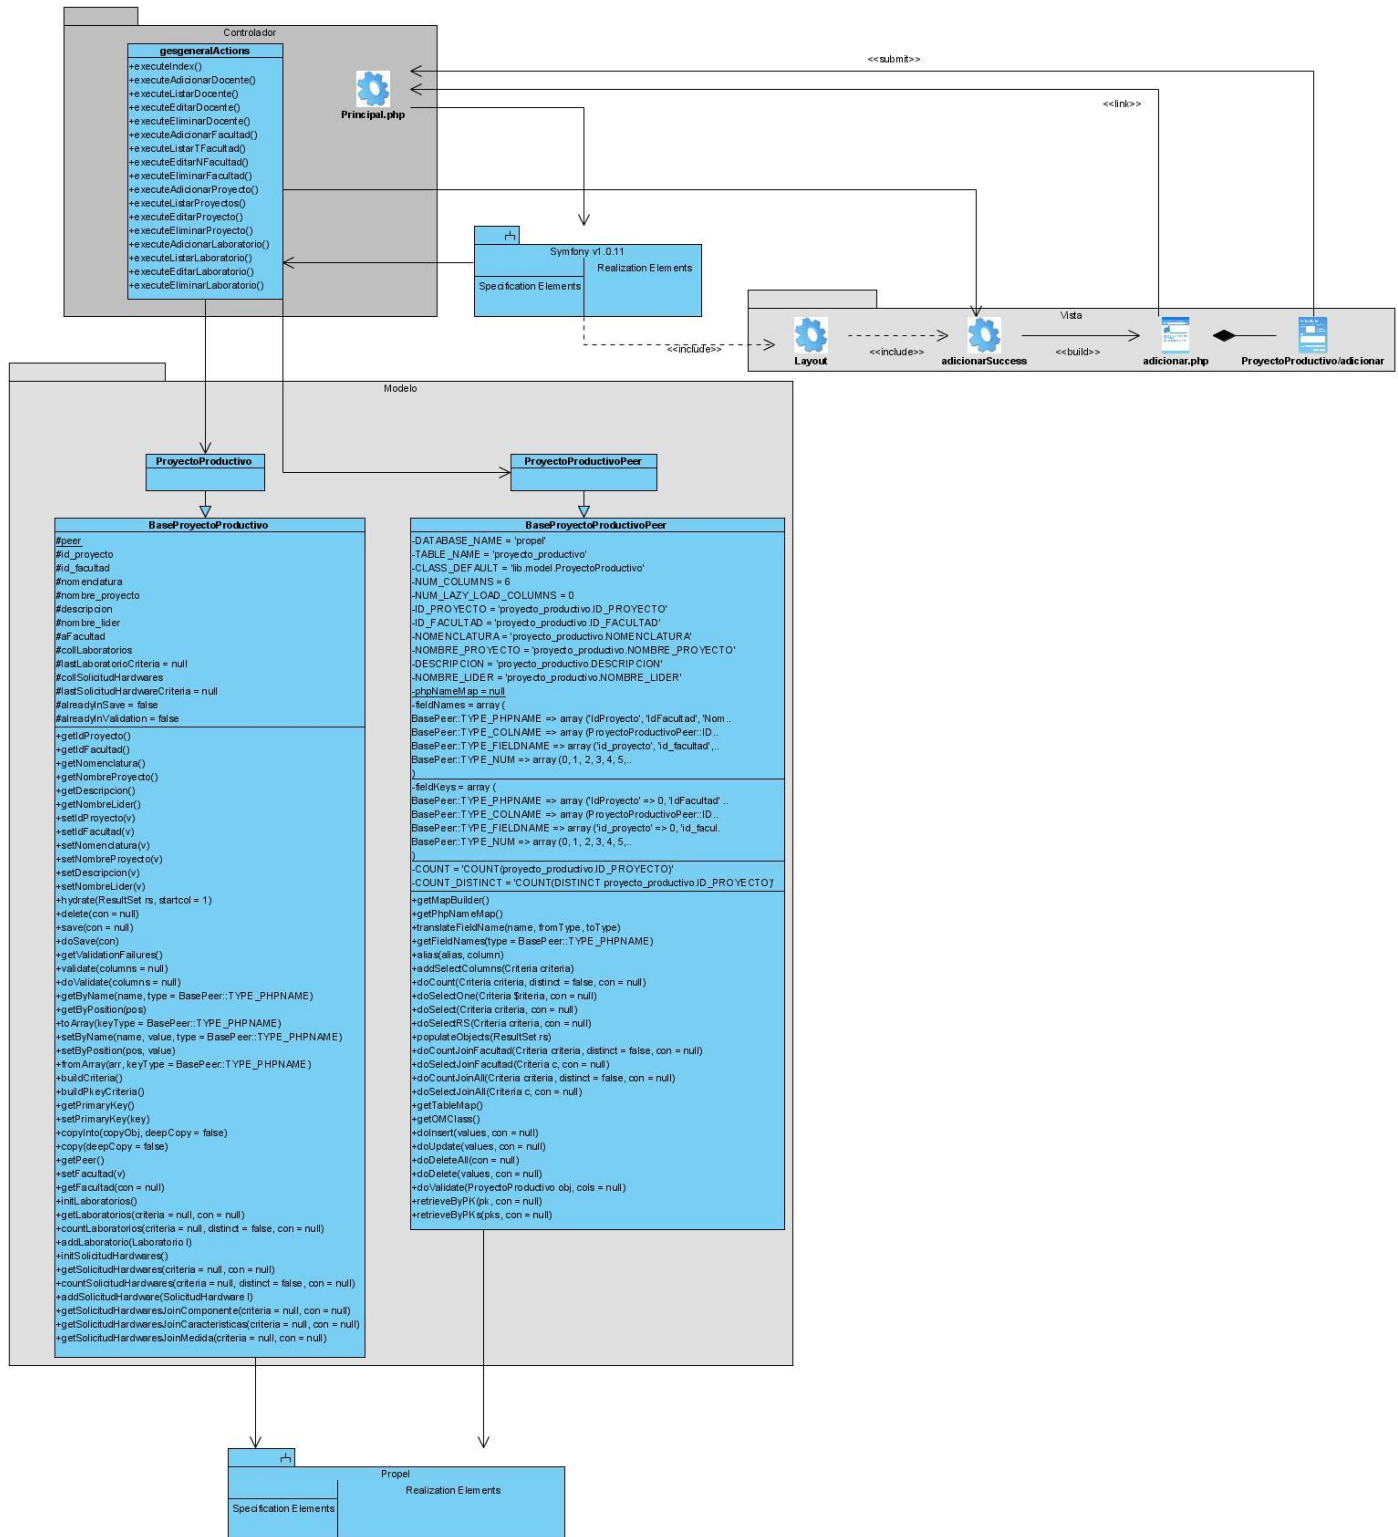 Controlador
gesgeneralActions
+executeIndex()
+executeAdicionarDocente()
+executeListarDocente()
+executeEditarDocente()
+executeEliminarDocente()
+executeAdicionarFacultad()
+executeListarTFacultad()
+executeEditarNFacultad()
+executeEliminarFacultad()
+executeAdicionarProyecto()
+executeListarProyectos()
+executeEditarProyecto()
+executeEliminarProyecto()
+executeAdicionarLaboratorio()
+executeListarLaboratorio()
+executeEditarLaboratorio()
+executeEliminarLaboratorio()
Principal.php
<<submit>>
<<link>>
Symfony v1.0.11
Realization Elements
Specification Elements
<<include>>
Vista
Layout
<<include>>
adicionarSuccess
<<build>>
adicionar.php
ProyectoProductivo/adicionar
Modelo
ProyectoProductivo
ProyectoProductivoPeer
BaseProyectoProductivo
#peer
#id_proyecto
#id_facultad
#nomenclatura
#nombre_proyecto
#descripcion
#nombre_lider
#aFacultad
#collLaboratorios
#lastLaboratorioCriteria = null
#collSolicitudHardwares
#lastSolicitudHardwareCriteria = null
#alreadyInSave = false
#alreadyInValidation = false
+getIdProyecto()
+getIdFacultad()
+getNomenclatura()
+getNombreProyecto()
+getDescripcion()
+getNombreLider()
+setIdProyecto(v)
+setIdFacultad(v)
+setNomenclatura(v)
+setNombreProyecto(v)
+setDescripcion(v)
+setNombreLider(v)
+hydrate(ResultSet rs, startcol = 1)
+delete(con = null)
+save(con = null)
+doSave(con)
+getValidationFailures()
+validate(columns = null)
+doValidate(columns = null)
+getByName(name, type = BasePeer::TYPE_PHPNAME)
+getByPosition(pos)
+toArray(keyType = BasePeer::TYPE_PHPNAME)
+setByName(name, value, type = BasePeer::TYPE_PHPNAME)
+setByPosition(pos, value)
+fromArray(arr, keyType = BasePeer::TYPE_PHPNAME)
+buildCriteria()
+buildPkeyCriteria()
+getPrimaryKey()
+setPrimaryKey(key)
+copyInto(copyObj, deepCopy = false)
+copy(deepCopy = false)
+getPeer()
+setFacultad(v)
+getFacultad(con = null)
+initLaboratorios()
+getLaboratorios(criteria = null, con = null)
+countLaboratorios(criteria = null, distinct = false, con = null)
+addLaboratorio(Laboratorio l)
+initSolicitudHardwares()
+getSolicitudHardwares(criteria = null, con = null)
+countSolicitudHardwares(criteria = null, distinct = false, con = null)
+addSolicitudHardware(SolicitudHardware l)
+getSolicitudHardwaresJoinComponente(criteria = null, con = null)
+getSolicitudHardwaresJoinCaracteristicas(criteria = null, con = null)
+getSolicitudHardwaresJoinMedida(criteria = null, con = null)
BaseProyectoProductivoPeer
-DATABASE_NAME = 'propel'
-TABLE_NAME = 'proyecto_productivo'
-CLASS_DEFAULT = 'lib.model.ProyectoProductivo'
-NUM_COLUMNS = 6
-NUM_LAZY_LOAD_COLUMNS = 0
-ID_PROYECTO = 'proyecto_productivo.ID_PROYECTO'
-ID_FACULTAD = 'proyecto_productivo.ID_FACULTAD'
-NOMENCLATURA = 'proyecto_productivo.NOMENCLATURA'
-NOMBRE_PROYECTO = 'proyecto_productivo.NOMBRE_PROYECTO'
-DESCRIPCION = 'proyecto_productivo.DESCRIPCION'
-NOMBRE_LIDER = 'proyecto_productivo.NOMBRE_LIDER'
-phpNameMap = null
-fieldNames = array (
BasePeer::TYPE_PHPNAME => array ('IdProyecto', 'IdFacultad', 'Nom..
BasePeer::TYPE_COLNAME => array (ProyectoProductivoPeer::ID..
BasePeer::TYPE_FIELDNAME => array ('id_proyecto', 'id_facultad',..
BasePeer::TYPE_NUM => array (0, 1, 2, 3, 4, 5,..
)
-fieldKeys = array (
BasePeer::TYPE_PHPNAME => array ('IdProyecto' => 0, 'IdFacultad' ..
BasePeer::TYPE_COLNAME => array (ProyectoProductivoPeer::ID..
BasePeer::TYPE_FIELDNAME => array ('id_proyecto' => 0, 'id_facul.
BasePeer::TYPE_NUM => array (0, 1, 2, 3, 4, 5,..
)
-COUNT = 'COUNT(proyecto_productivo.ID_PROYECTO)'
-COUNT_DISTINCT = 'COUNT(DISTINCT proyecto_productivo.ID_PROYECTO)'
+getMapBuilder()
+getPhpNameMap()
+translateFieldName(name, fromType, toType)
+getFieldNames(type = BasePeer::TYPE_PHPNAME)
+alias(alias, column)
+addSelectColumns(Criteria criteria)
+doCount(Criteria criteria, distinct = false, con = null)
+doSelectOne(Criteria $riteria, con = null)
+doSelect(Criteria criteria, con = null)
+doSelectRS(Criteria criteria, con = null)
+populateObjects(ResultSet rs)
+doCountJoinFacultad(Criteria criteria, distinct = false, con = null)
+doSelectJoinFacultad(Criteria c, con = null)
+doCountJoinAll(Criteria criteria, distinct = false, con = null)
+doSelectJoinAll(Criteria c, con = null)
+getTableMap()
+getOMClass()
+doInsert(values, con = null)
+doUpdate(values, con = null)
+doDeleteAll(con = null)
+doDelete(values, con = null)
+doValidate(ProyectoProductivo obj, cols = null)
+retrieveByPK(pk, con = null)
+retrieveByPKs(pks, con = null)
Propel
Realization Elements
Specification Elements